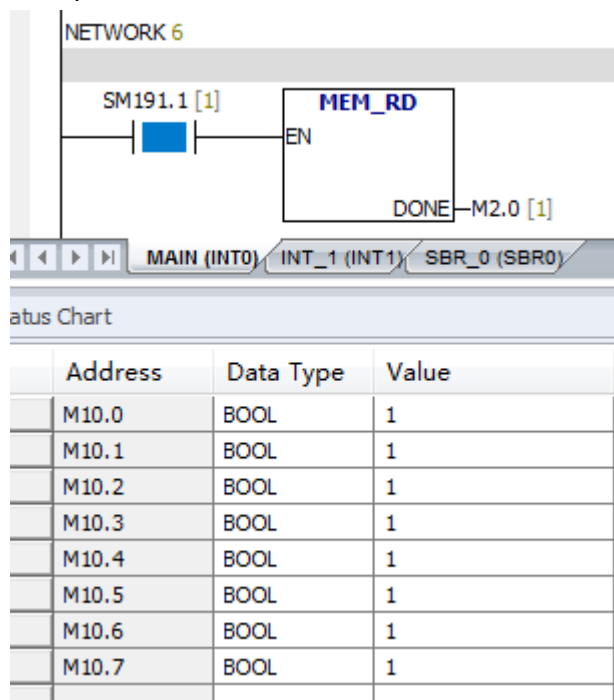 NETWORK 6
SM191.1 [1]
MEM_RD
EN
DONE M2.0 [1]
MAIN (INT0) INT_1 (INT1) SBR_0 (SBR0)
atus Chart
Address Data Type Value
M10.0 BOOL 1
M10.1 BOOL 1
M10.2 BOOL 1
M10.3 BOOL 1
M10.4 BOOL 1
M10.5 BOOL 1
M10.6 BOOL 1
M10.7 BOOL 1